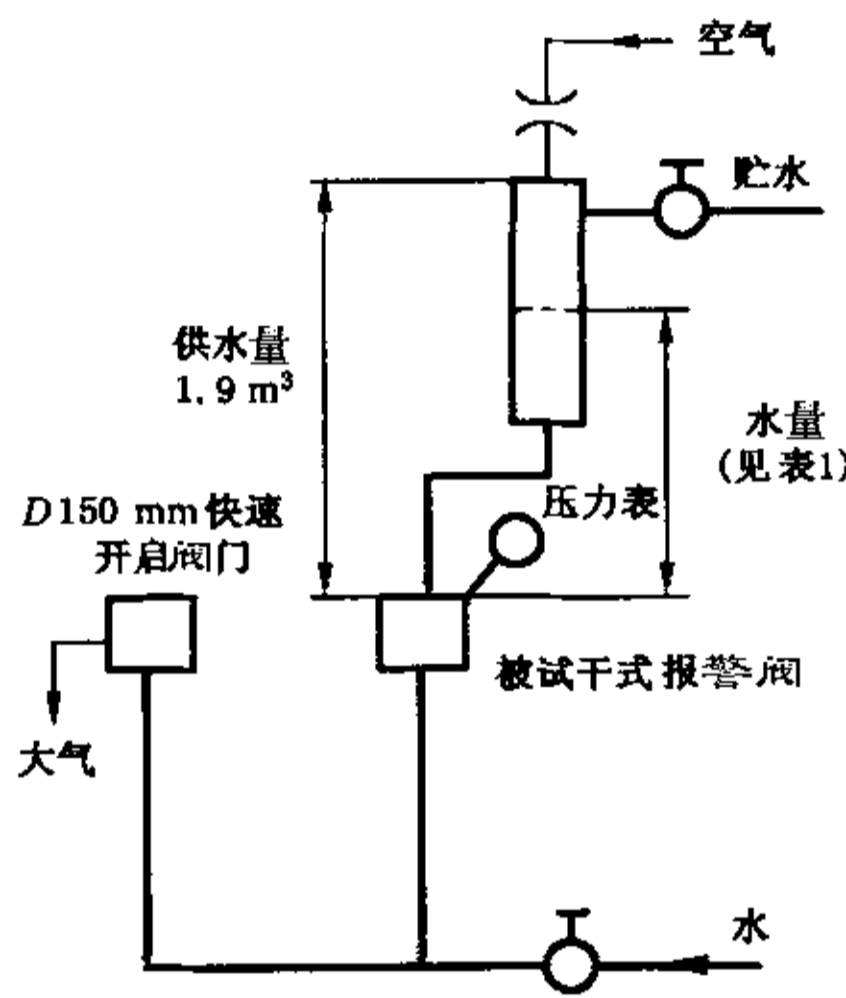 空气
贮水
供水量
1.9 m³
水量
(见表1)
压力表
D150 mm快速
开启阀门
被试干式报警阀
大气
水